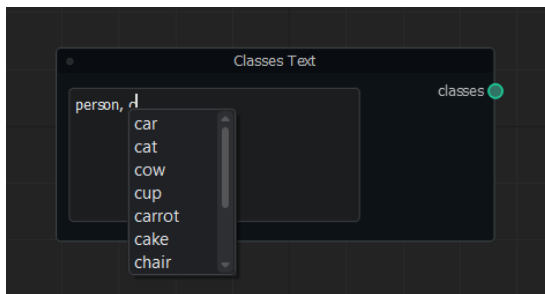 Classes Text
classes
person, c
car
cat
cow
cup
carrot
cake
chair